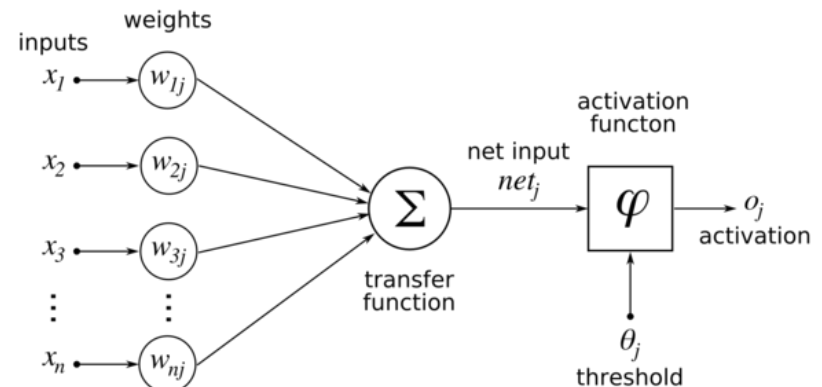 weights
inputs
x₁ w₁ⱼ
activation
functon
x₂ w₂ⱼ
net input
netⱼ
Σ
φ
oⱼ
activation
x₃ w₃ⱼ
transfer
function
⋮ ⋮
xₙ wₙⱼ
θⱼ
threshold